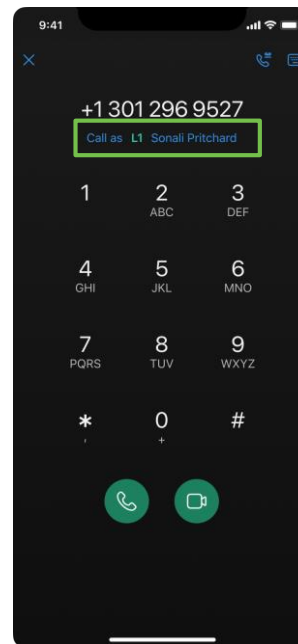 9:41
+1 301 296 9527
Call as L1 Sonali Pritchard
1 2 3
ABC DEF
4 5 6
GHI JKL MNO
7 8 9
PQRS TUV WXYZ
* 0 #
, +